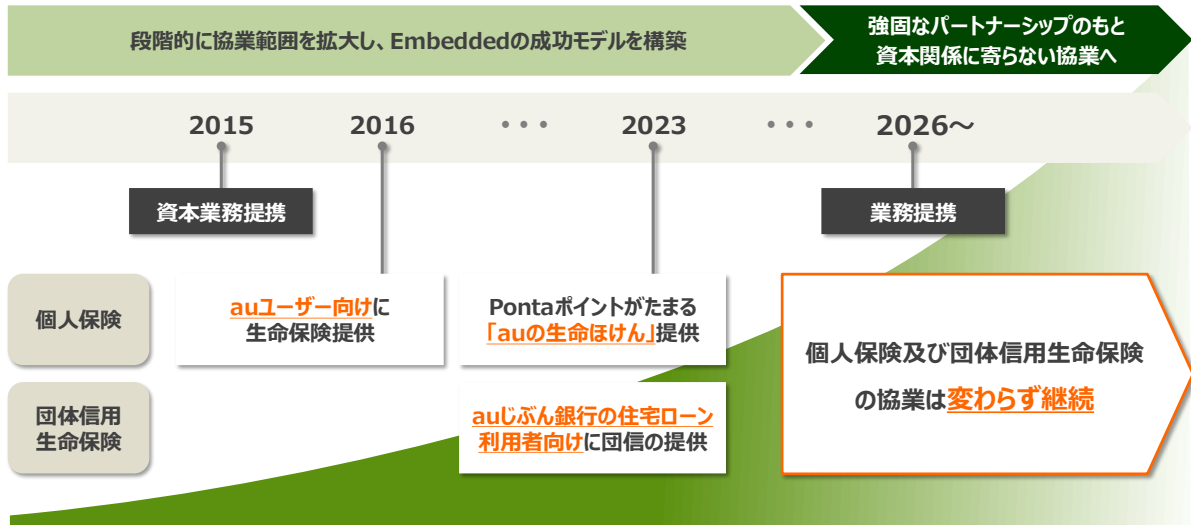 段階的に協業範囲を拡大し、Embeddedの成功モデルを構築
強固なパートナーシップのもと
資本関係に寄らない協業へ
2015 2016 ・・・ 2023 ・・・ 2026～
資本業務提携
業務提携
個人保険
auユーザー向けに
生命保険提供
Pontaポイントがたまる
「auの生命ほけん」提供
団体信用
生命保険
auじぶん銀行の住宅ローン
利用者向けに団信の提供
個人保険及び団体信用生命保険
の協業は変わらず継続